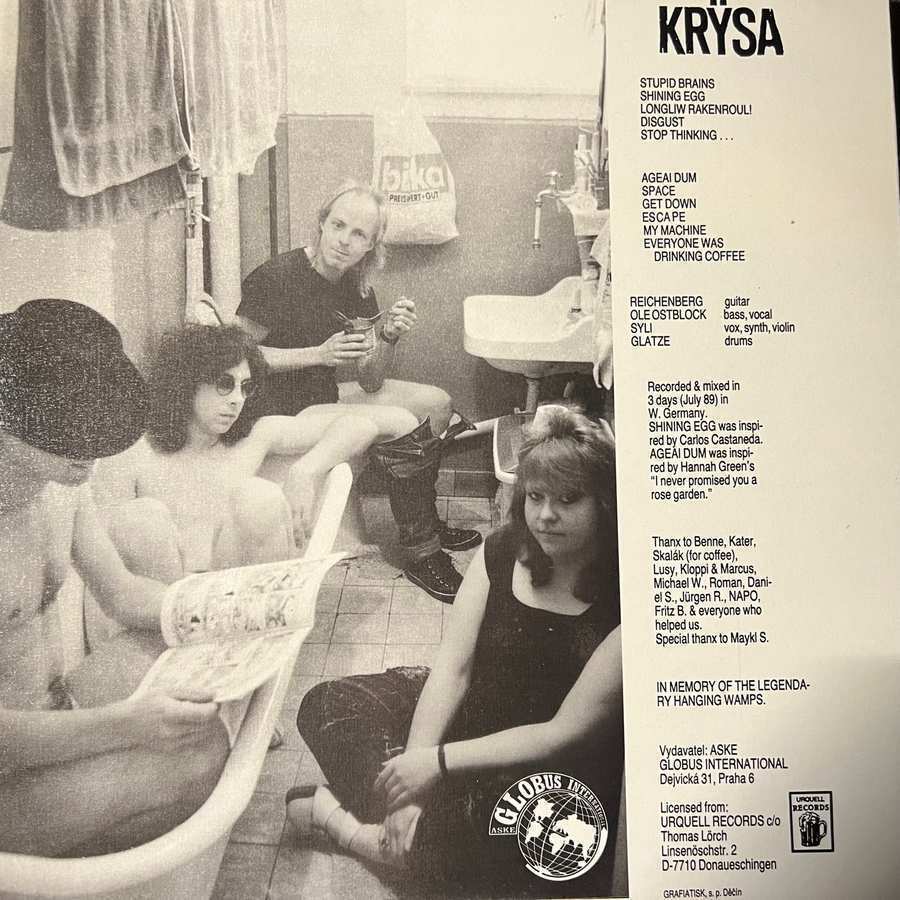 KRŸSA
STUPID BRAINS
SHINING EGG
LONGLIW RAKENROUL!
DISGUST
STOP THINKING . . .
AGEAI DUM
SPACE
GET DOWN
ESCAPE
MY MACHINE
EVERYONE WAS
DRINKING COFFEE
REICHENBERG guitar
OLE OSTBLOCK bass, vocal
SYLI vox, synth, violin
GLATZE drums
Recorded & mixed in
3 days (July 89) in
W. Germany.
SHINING EGG was inspi-
red by Carlos Castaneda.
AGEAI DUM was inspi-
red by Hannah Green's
"I never promised you a
rose garden."
Thanx to Benne, Kater,
Skalák (for coffee),
Lusy, Kloppi & Marcus,
Michael W., Roman, Dani-
el S., Jürgen R., NAPO,
Fritz B. & everyone who
helped us.
Special thanx to Maykl S.
IN MEMORY OF THE LEGENDA-
RY HANGING WAMPS.
Vydavatel: ASKE
GLOBUS INTERNATIONAL
Dejvická 31, Praha 6
Licensed from:
URQUELL RECORDS c/o
Thomas Lörch
Linsenöschstr. 2
D-7710 Donaueschingen
URQUELL
RECORDS
GRAFIATISK, s. p. Děčín
bika
PREISWERT+GUT
GLOBUS INTERNATIONAL
ASKE